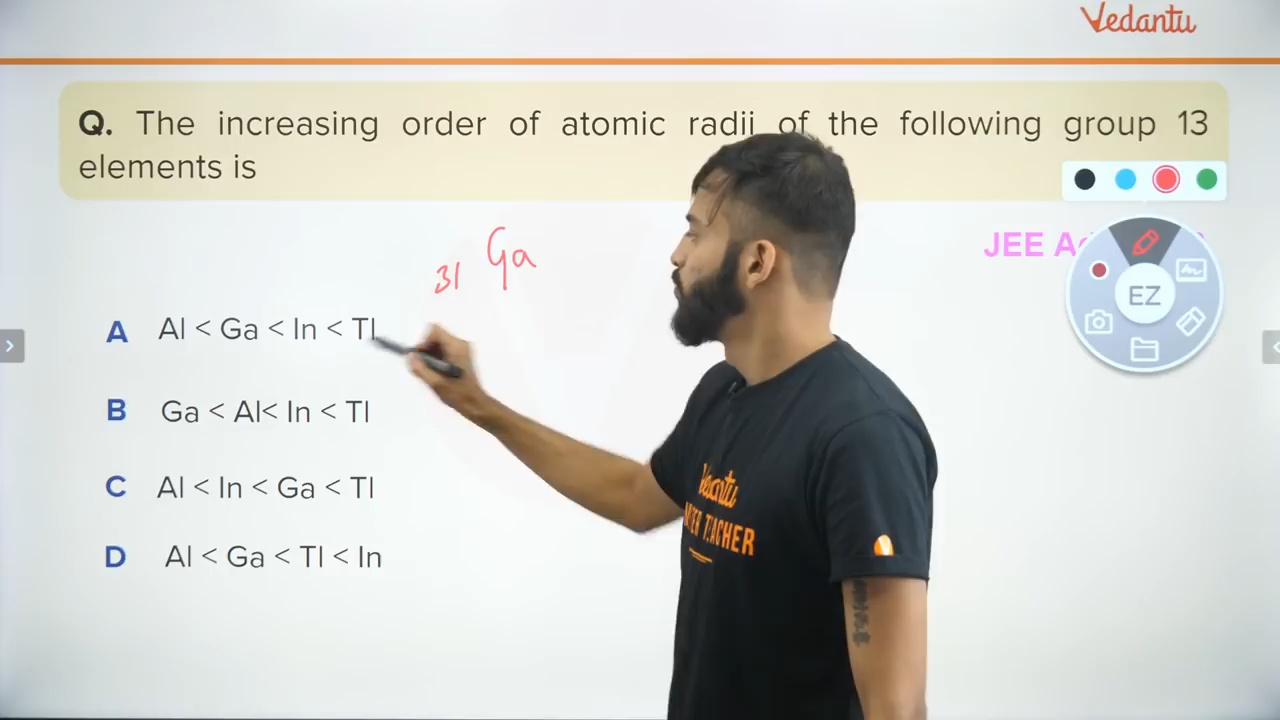 Vedantu
Q. The increasing order of atomic radii of the following group 13
elements is
JEE
EZ
31 Ga
A Al < Ga < In < Tl
B Ga < Al< In < Tl
C Al < In < Ga < Tl
D Al < Ga < Tl < In
Vedantu
TEACHER